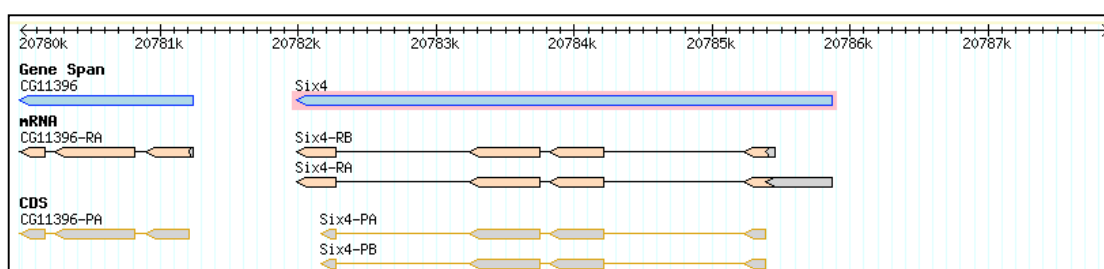 20780k 20781k 20782k 20783k 20784k 20785k 20786k 20787k
Gene Span
CG11396 Six4
mRNA
CG11396-RA Six4-RB
Six4-RA
CDS
CG11396-PA Six4-PA
Six4-PB